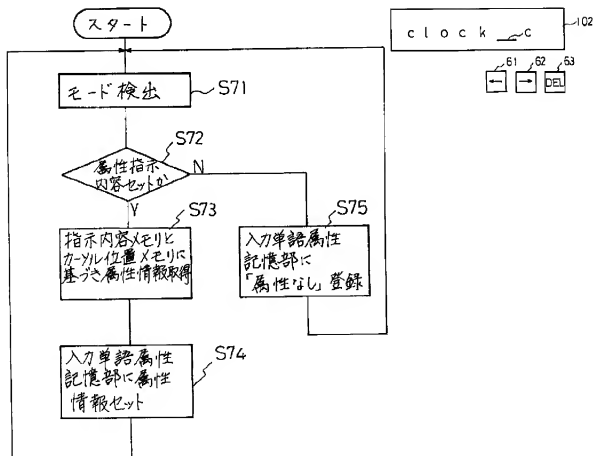 スタート
モード検出
S71
属性指示
内容セットか
S72
N
Y
S73
指示内容メモリと
カーソル位置メモリに
基づき属性情報取得
S75
入力単語属性
記憶部に
「属性なし」登録
入力単語属性
記憶部に属性
情報セット
S74
clock __c
102
61
←
62
→
63
DEL